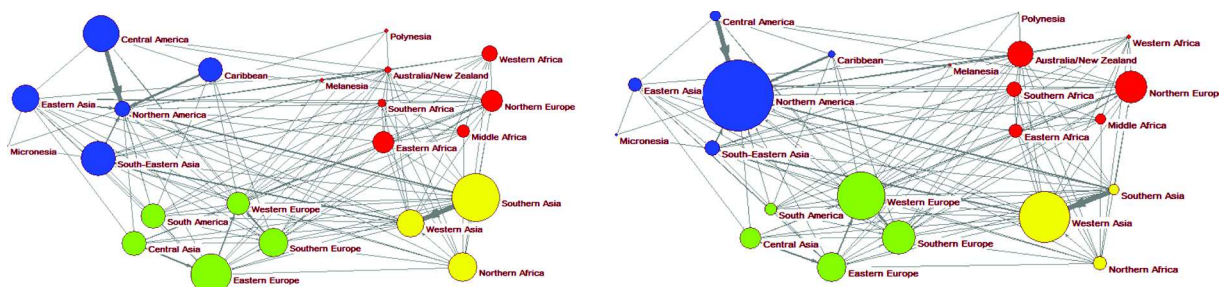 Central America
Polynesia
Western Africa
Caribbean
Australia/New Zealand
Melanesia
Eastern Asia
Northern America
Southern Africa
Northern Europe
Middle Africa
Micronesia
Eastern Africa
South-Eastern Asia
Southern Asia
Western Europe
South America
Western Asia
Central Asia
Southern Europe
Northern Africa
Eastern Europe
Central America
Polynesia
Western Africa
Caribbean
Australia/New Zealand
Melanesia
Eastern Asia
Northern America
Southern Africa
Northern Europ
Middle Africa
Eastern Africa
Micronesia
South-Eastern Asia
Southern Asia
Western Europe
South America
Western Asia
Central Asia
Southern Europe
Northern Africa
Eastern Europe